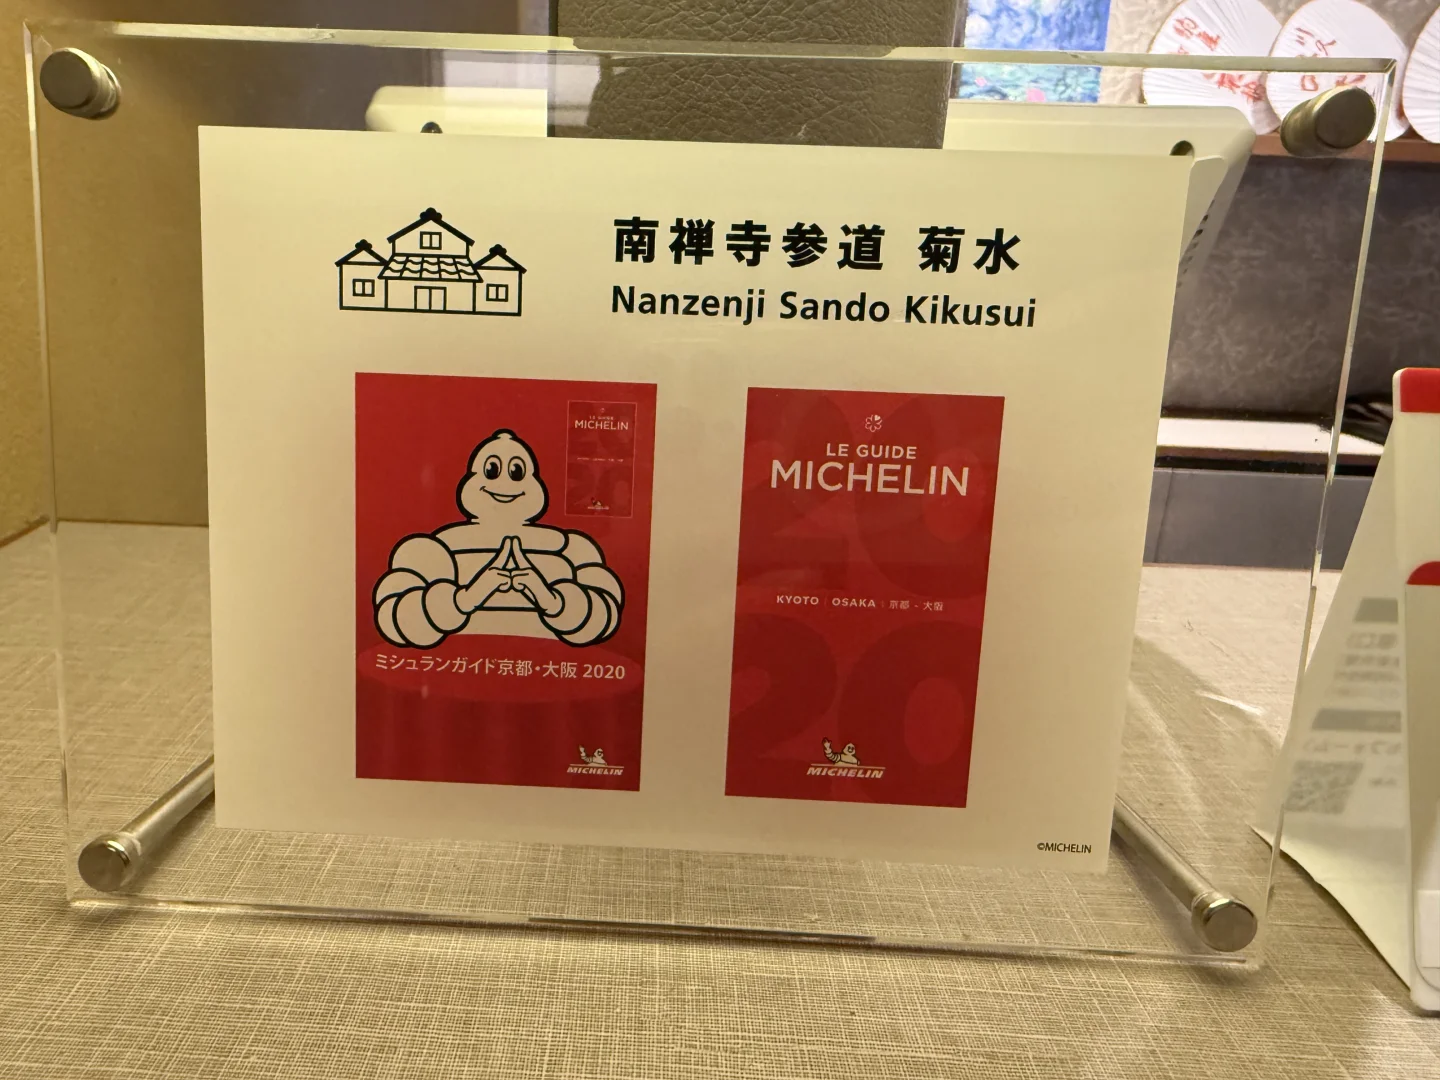 南禅寺参道 菊水
Nanzenji Sando Kikusui
LE GUIDE
MICHELIN
MICHELIN
ミシュランガイド京都・大阪 2020
MICHELIN
LE GUIDE
MICHELIN
KYOTO OSAKA 京都 - 大阪
2020
MICHELIN
©MICHELIN